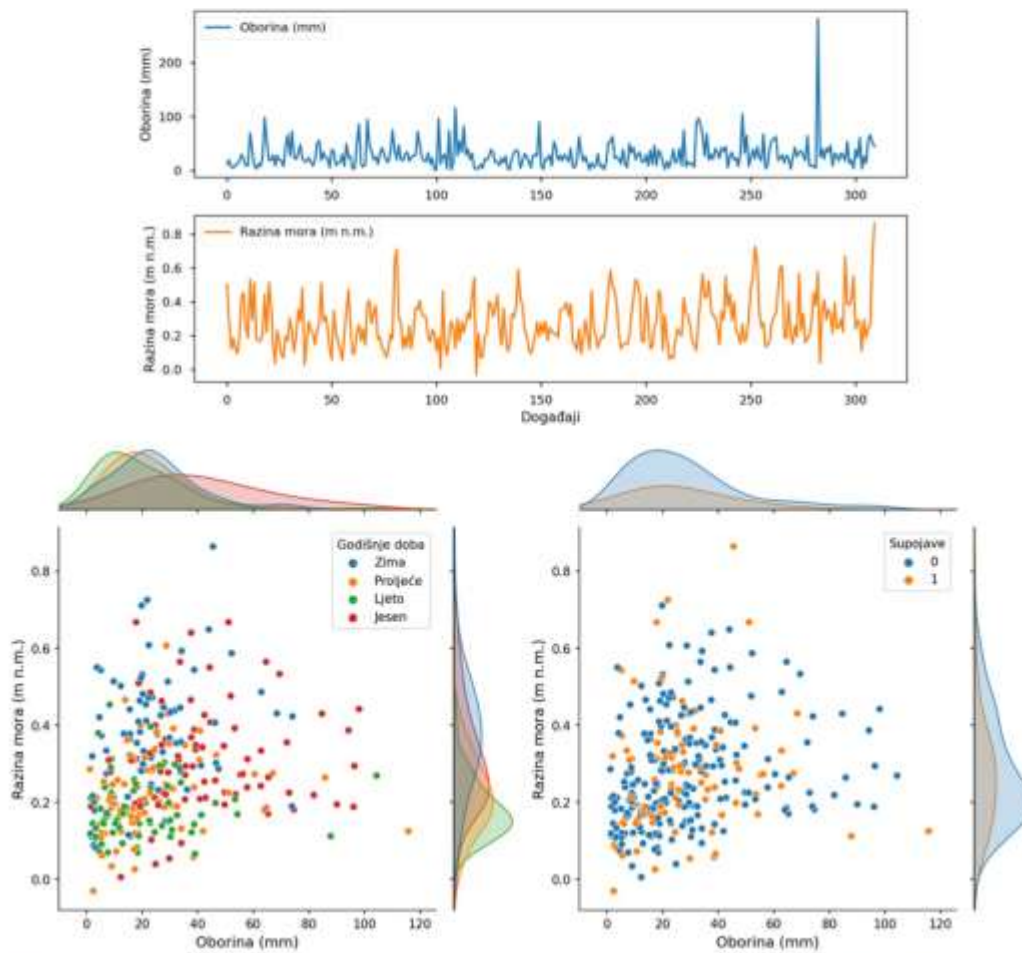 Oborina (mm)
Oborina (mm)
200
100
0
0 50 100 150 200 250 300
Razina mora (m n.m.)
Razina mora (m n.m.)
0.8
0.6
0.4
0.2
0.0
0 50 100 150 200 250 300
Događaji
Godišnje doba
Zima
Proljeće
Ljeto
Jesen
Razina mora (m n.m.)
0.8
0.6
0.4
0.2
0.0
0 20 40 60 80 100 120
Oborina (mm)
Supojave
0
1
Razina mora (m n.m.)
0.8
0.6
0.4
0.2
0.0
0 20 40 60 80 100 120
Oborina (mm)